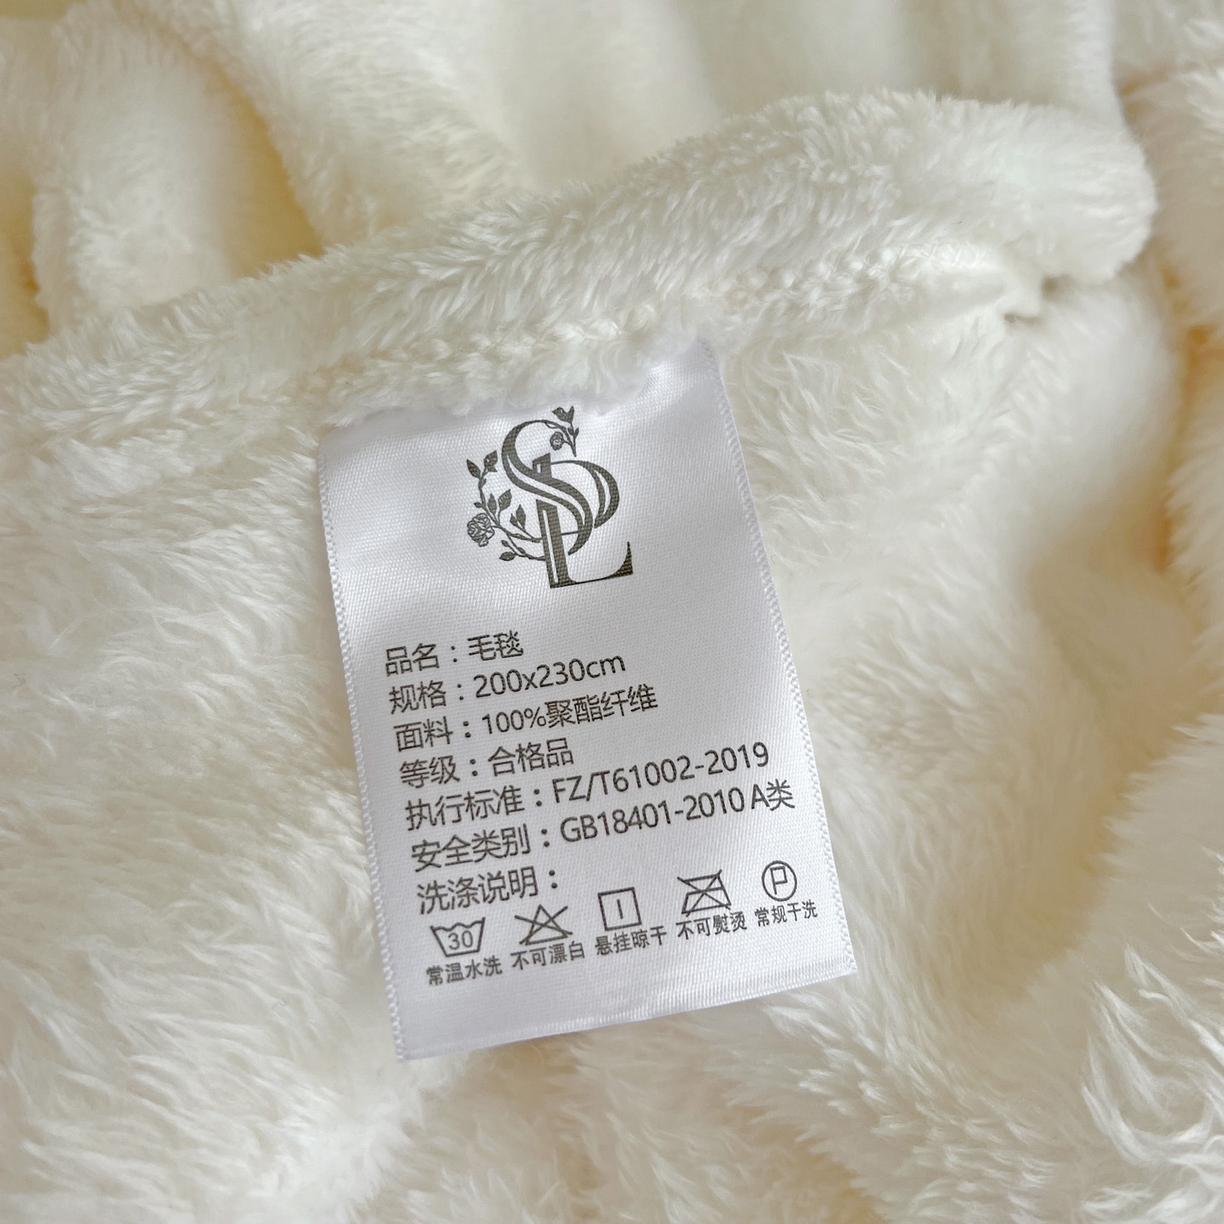 SPL
品名：毛毯
规格：200x230cm
面料：100%聚酯纤维
等级：合格品
执行标准：FZ/T61002-2019
安全类别：GB18401-2010 A类
洗涤说明：
30 P
常温水洗 不可漂白 悬挂晾干 不可熨烫 常规干洗